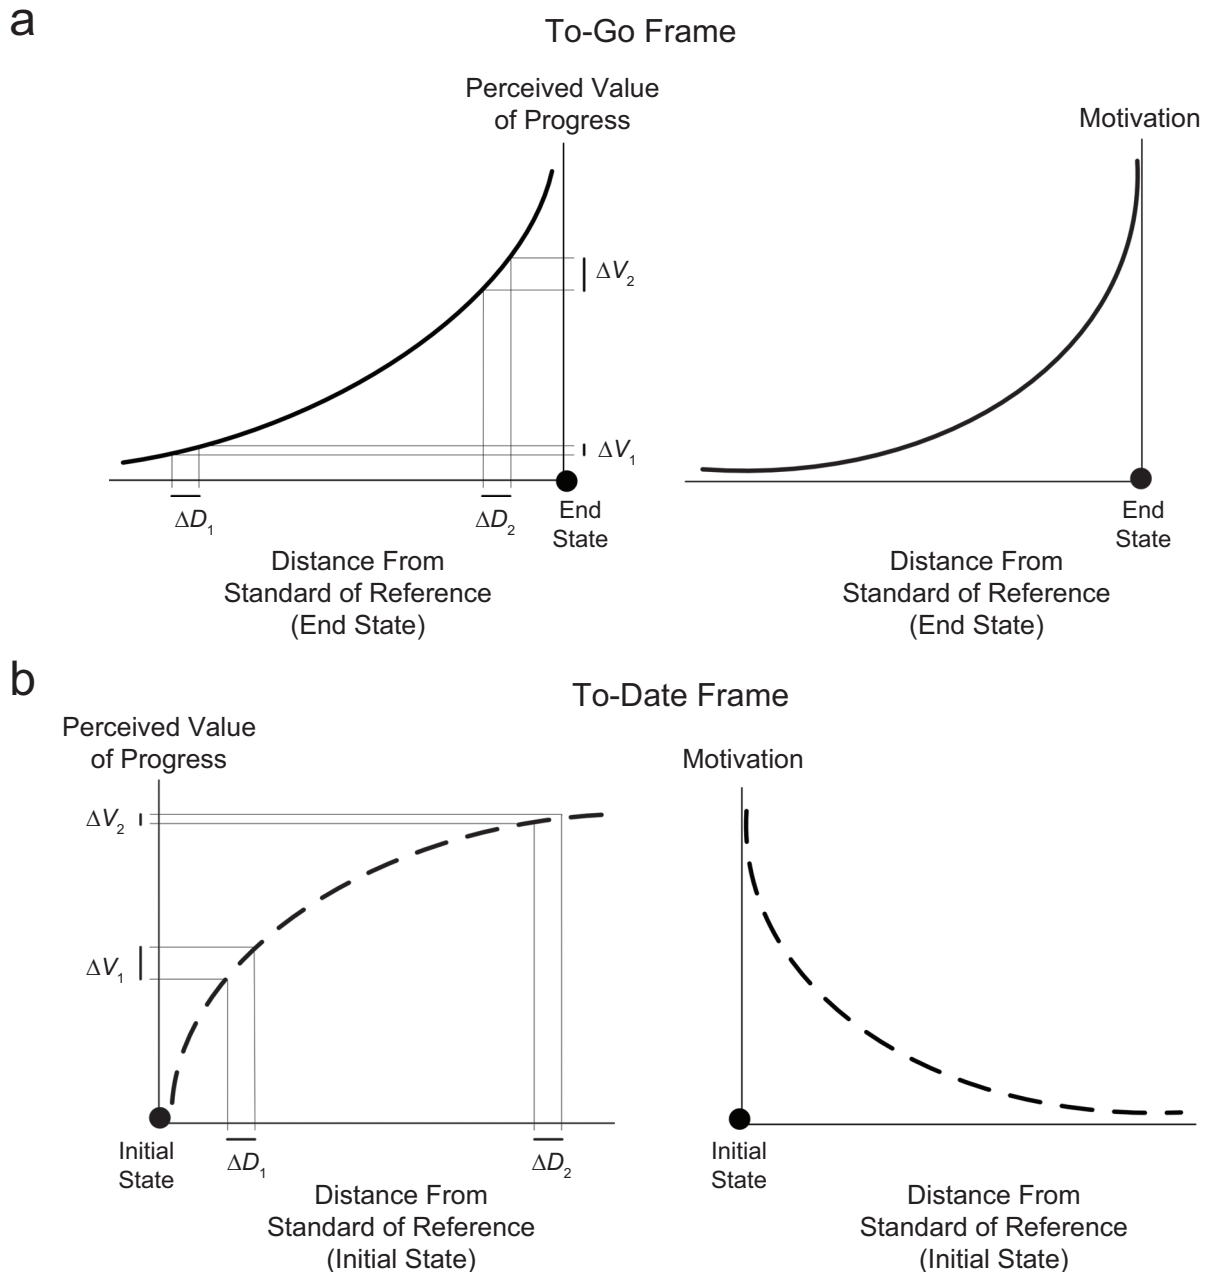 a
To-Go Frame
Perceived Value
of Progress
Motivation
ΔV2
ΔV1
ΔD1
ΔD2
End
State
End
State
Distance From
Standard of Reference
(End State)
Distance From
Standard of Reference
(End State)
b
To-Date Frame
Perceived Value
of Progress
Motivation
ΔV2
ΔV1
Initial
State
ΔD1
ΔD2
Initial
State
Distance From
Standard of Reference
(Initial State)
Distance From
Standard of Reference
(Initial State)